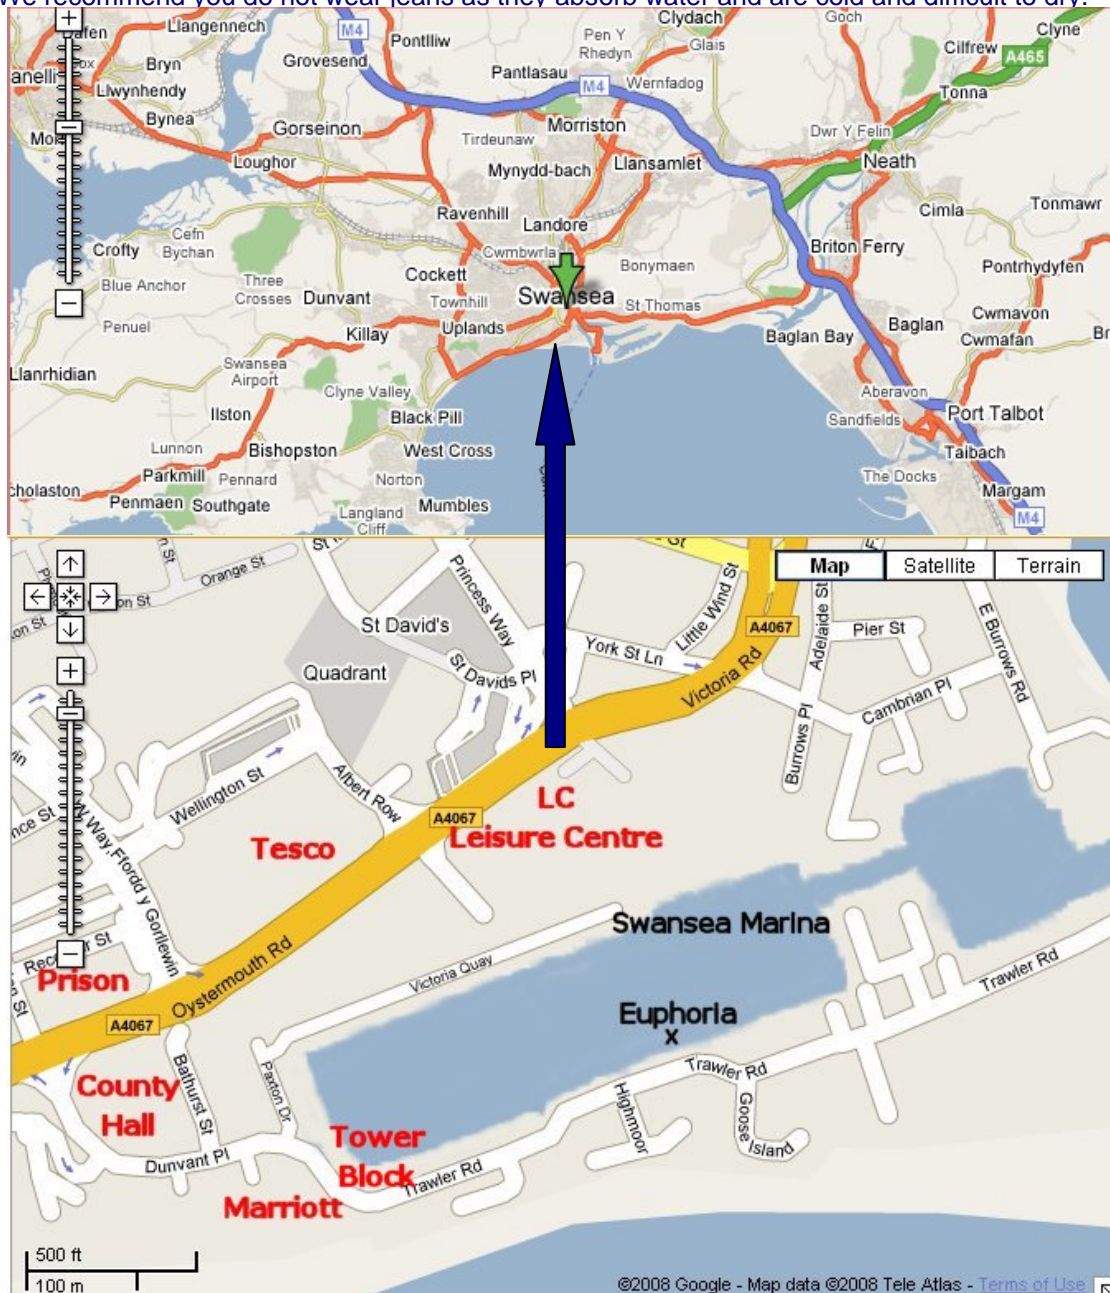 We recommend you do not wear jeans as they absorb water and are cold and difficult to dry.
Clydach
Goch
Clyne
Llangennech
M4
Pontlliw
Pen Y
Rhedyn
Glais
Cilfrew
A465
Grovesend
Bryn
Pantlasau
M4
Wernfadog
Tonna
Llwynhendy
Bynea
Gorseinon
Morriston
Tirdeunaw
Dwr Y Felin
Loughor
Mynydd-bach
Llansamlet
Neath
Ravenhill
Landore
Cimla
Tonmawr
Cefn
Bychan
Crofty
Cwmbwrla
Briton Ferry
Blue Anchor
Three
Crosses
Cockett
Bonymaen
Pontrhydyfen
Dunvant
Townhill
Swansea
St Thomas
Penuel
Killay
Uplands
Baglan Bay
Baglan
Cwmavon
Cwmafan
Llanrhidian
Swansea
Airport
Clyne Valley
Aberavon
Ilston
Black Pill
Sandfields
Port Talbot
Lunnon
Bishopston
West Cross
Taibach
Parkmill
Pennard
Norton
The Docks
Penmaen
Southgate
Langland
Cliff
Mumbles
Margam
M4
Orange St
Princess Way
Little Wind St
Map
Satellite
Terrain
St David's
A4067
Adelaide St
Pier St
E Burrows Rd
York St Ln
Quadrant
St Davids Pl
Victoria Rd
Cambrian Pl
Burrows Pl
Wellington St
Albert Row
LC
Leisure Centre
A4067
Tesco
W Way, Ffordd y Gorllewin
Swansea Marina
Prison
Oystermouth Rd
Victoria Quay
Trawler Rd
A4067
Euphoria
x
County
Hall
Bathurst St
Paxton Dr
Trawler Rd
Highmoor
Goose Island
Tower
Block
Dunvant Pl
Trawler Rd
Marriott
500 ft
100 m
©2008 Google - Map data ©2008 Tele Atlas - Terms of Use